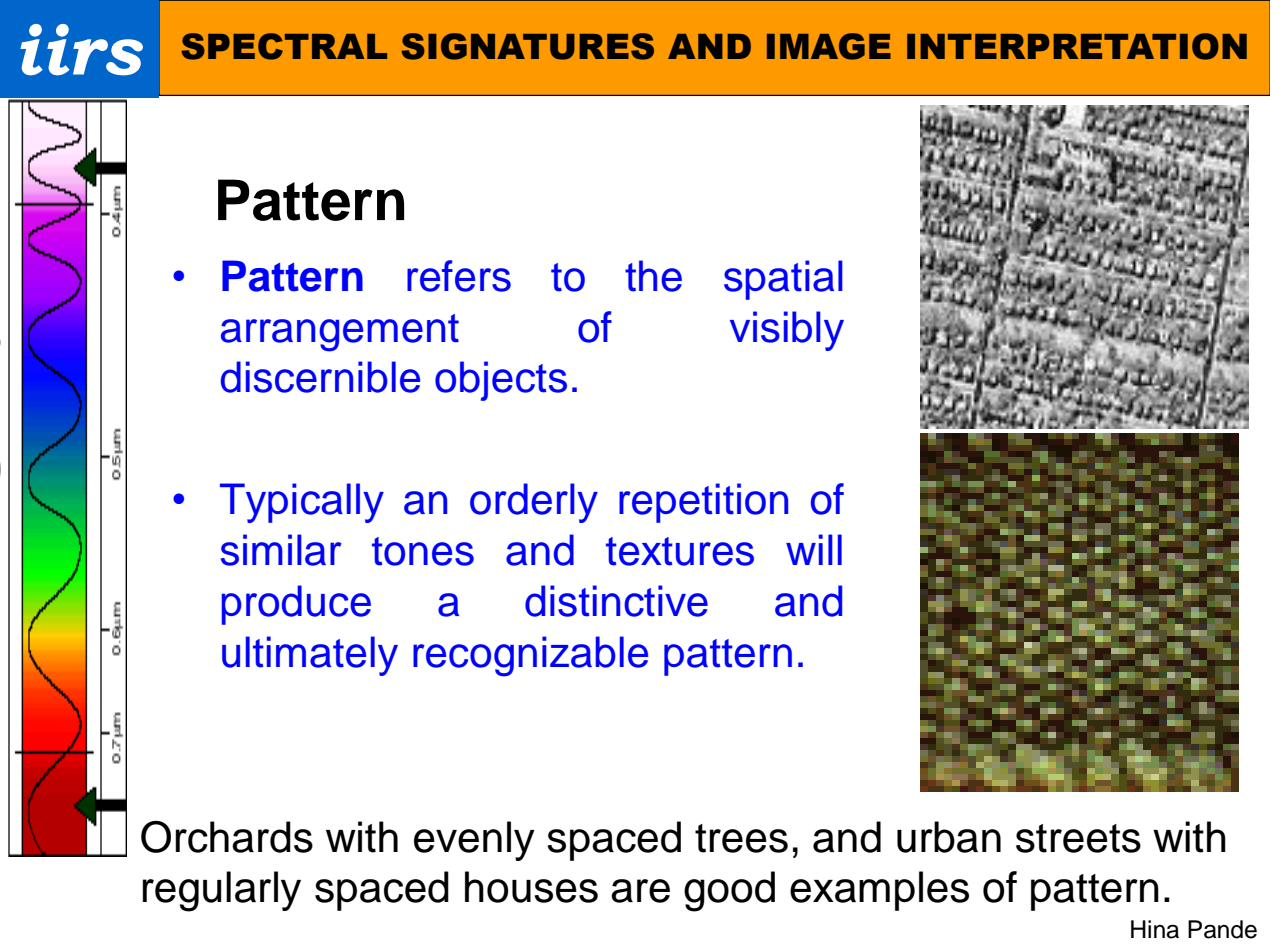 iirs
SPECTRAL SIGNATURES AND IMAGE INTERPRETATION
0.4µm
0.5µm
0.6µm
0.7µm
Pattern
• Pattern refers to the spatial
arrangement of visibly
discernible objects.
• Typically an orderly repetition of
similar tones and textures will
produce a distinctive and
ultimately recognizable pattern.
Orchards with evenly spaced trees, and urban streets with
regularly spaced houses are good examples of pattern.
Hina Pande